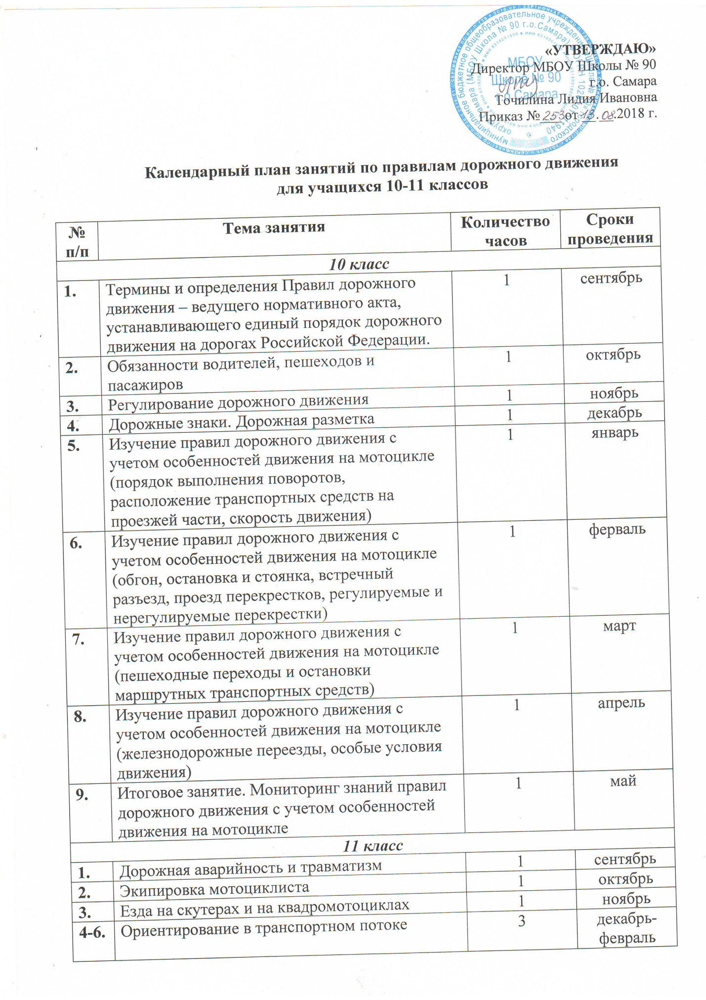 «УТВЕРЖДАЮ»
Директор МБОУ Школы № 90
г.о. Самара
Точилина Лидия Ивановна
Приказ № 253 от . 08.2018 г.
МБОУ
Школа № 90
г.о.Самара
Календарный план занятий по правилам дорожного движения
для учащихся 10-11 классов
№ п/п
Тема занятия
Количество часов
Сроки проведения
10 класс
1. Термины и определения Правил дорожного 1 сентябрь
движения – ведущего нормативного акта,
устанавливающего единый порядок дорожного
движения на дорогах Российской Федерации.
2. Обязанности водителей, пешеходов и 1 октябрь
пасажиров
3. Регулирование дорожного движения 1 ноябрь
4. Дорожные знаки. Дорожная разметка 1 декабрь
5. Изучение правил дорожного движения с 1 январь
учетом особенностей движения на мотоцикле
(порядок выполнения поворотов,
расположение транспортных средств на
проезжей части, скорость движения)
6. Изучение правил дорожного движения с 1 ферваль
учетом особенностей движения на мотоцикле
(обгон, остановка и стоянка, встречный
разъезд, проезд перекрестков, регулируемые и
нерегулируемые перекрестки)
7. Изучение правил дорожного движения с 1 март
учетом особенностей движения на мотоцикле
(пешеходные переходы и остановки
маршрутных транспортных средств)
8. Изучение правил дорожного движения с 1 апрель
учетом особенностей движения на мотоцикле
(железнодорожные переезды, особые условия
движения)
9. Итоговое занятие. Мониторинг знаний правил 1 май
дорожного движения с учетом особенностей
движения на мотоцикле
11 класс
1. Дорожная аварийность и травматизм 1 сентябрь
2. Экипировка мотоциклиста 1 октябрь
3. Езда на скутерах и на квадромотоциклах 1 ноябрь
4-6. Ориентирование в транспортном потоке 3 декабрь-
февраль